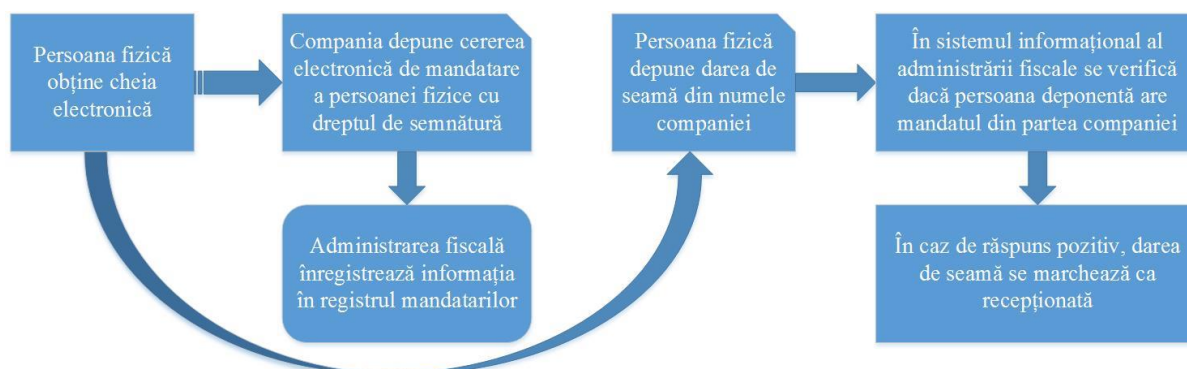 Persoana fizică
obține cheia
electronică
Compania depune cererea
electronică de mandatare
a persoanei fizice cu
dreptul de semnătură
Administrarea fiscală
înregistrează informația
în registrul mandatarilor
Persoana fizică
depune darea de
seamă din numele
companiei
În sistemul informațional al
administrării fiscale se verifică
dacă persoana deponentă are
mandatul din partea companiei
În caz de răspuns pozitiv, darea
de seamă se marchează ca
recepționată